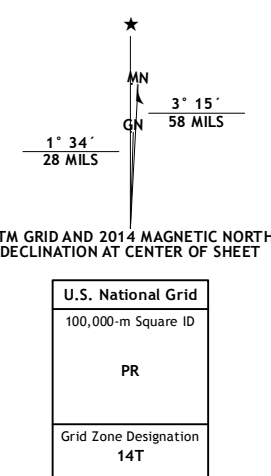 ★
MN
3° 15´
58 MILS
GN
1° 34´
28 MILS
TM GRID AND 2014 MAGNETIC NORTH
DECLINATION AT CENTER OF SHEET
U.S. National Grid
100,000-m Square ID
PR
Grid Zone Designation
14T